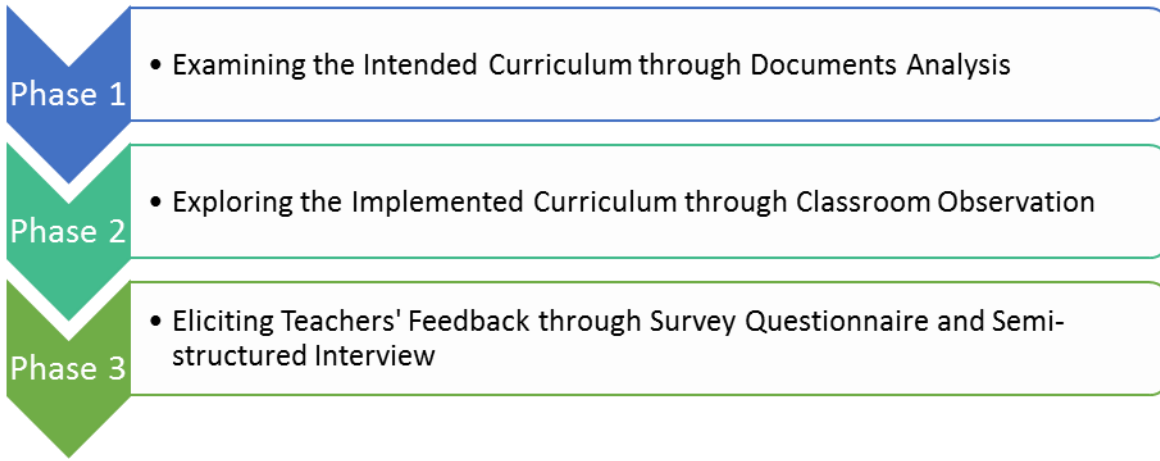 Phase 1
• Examining the Intended Curriculum through Documents Analysis
Phase 2
• Exploring the Implemented Curriculum through Classroom Observation
Phase 3
• Eliciting Teachers' Feedback through Survey Questionnaire and Semi-
structured Interview